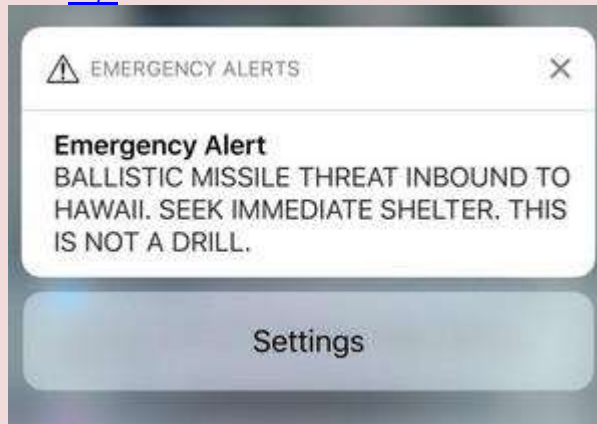 EMERGENCY ALERTS
Emergency Alert
BALLISTIC MISSILE THREAT INBOUND TO
HAWAII. SEEK IMMEDIATE SHELTER. THIS
IS NOT A DRILL.
Settings